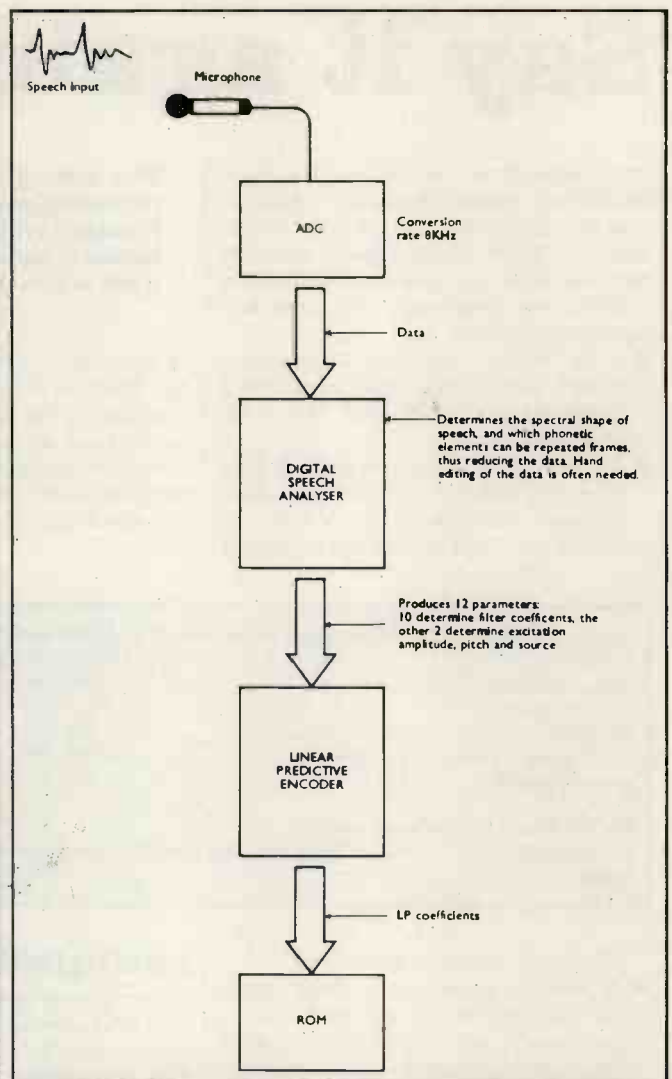 Speech Input
Microphone
ADC
Conversion
rate 8KHz
Data
Determines the spectral shape of
speech, and which phonetic
elements can be repeated frames,
thus reducing the data. Hand
editing of the data is often needed.
DIGITAL
SPEECH
ANALYSER
Produces 12 parameters:
10 determine filter coefficents, the
other 2 determine excitation
amplitude, pitch and source
LINEAR
PREDICTIVE
ENCODER
LP coefficients
ROM